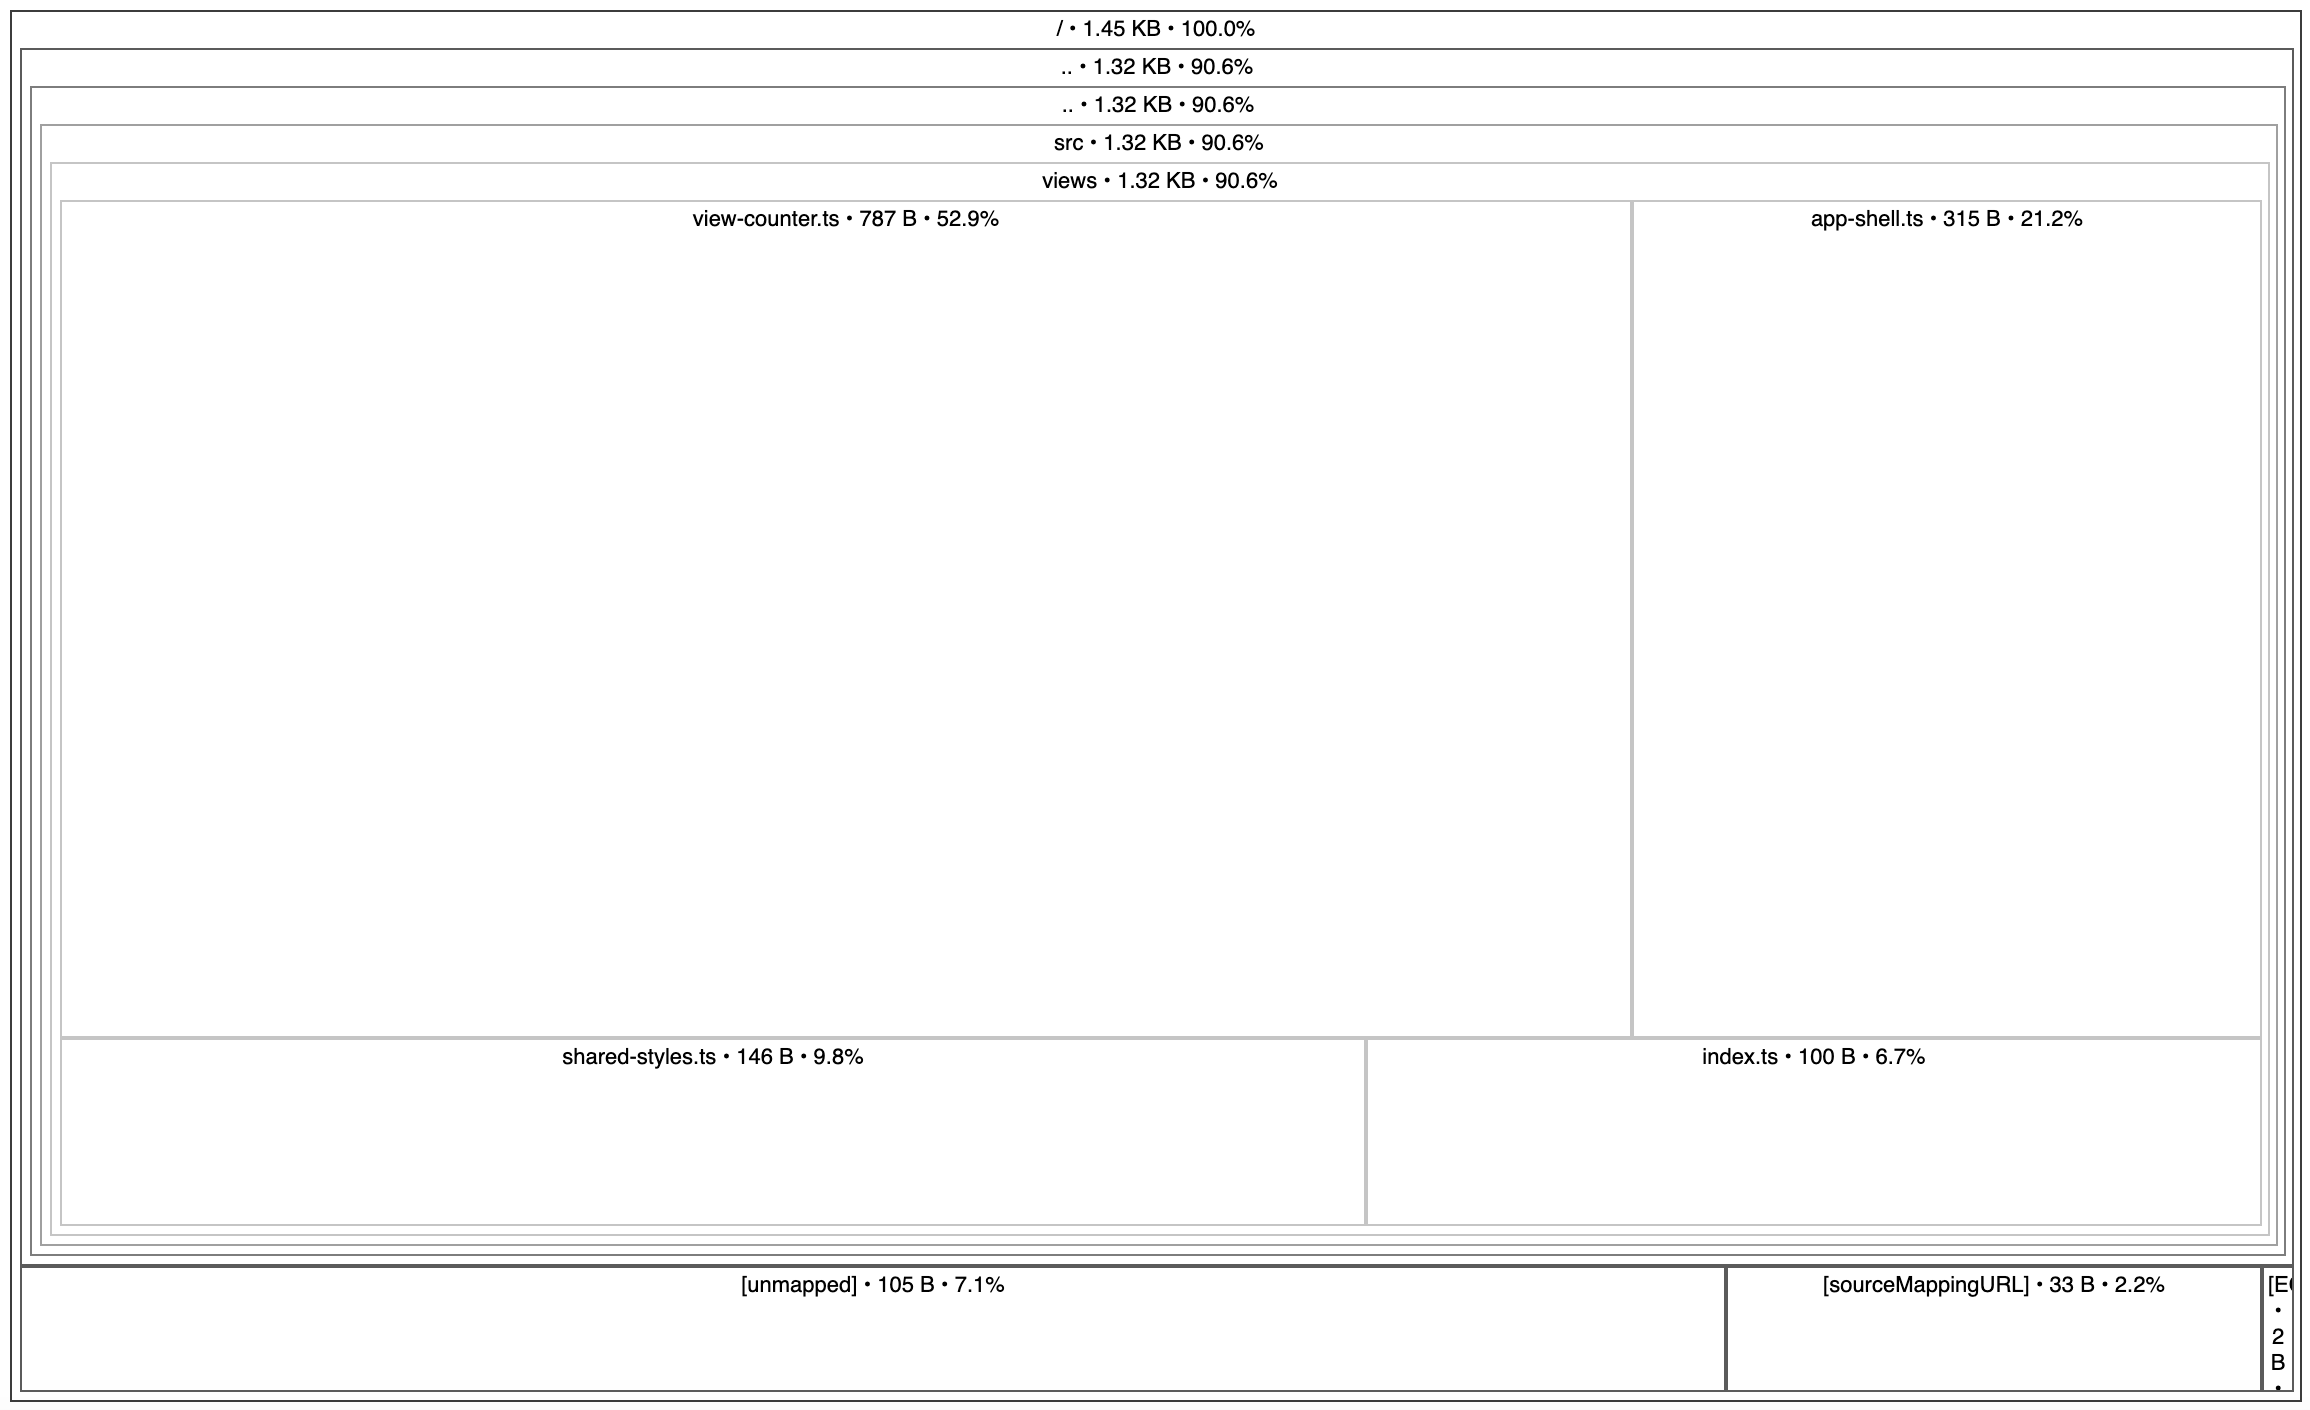 / • 1.45 KB • 100.0%
.. • 1.32 KB • 90.6%
.. • 1.32 KB • 90.6%
src • 1.32 KB • 90.6%
views • 1.32 KB • 90.6%
view-counter.ts • 787 B • 52.9%
app-shell.ts • 315 B • 21.2%
shared-styles.ts • 146 B • 9.8%
index.ts • 100 B • 6.7%
[unmapped] • 105 B • 7.1%
[sourceMappingURL] • 33 B • 2.2%
•
2
B
•